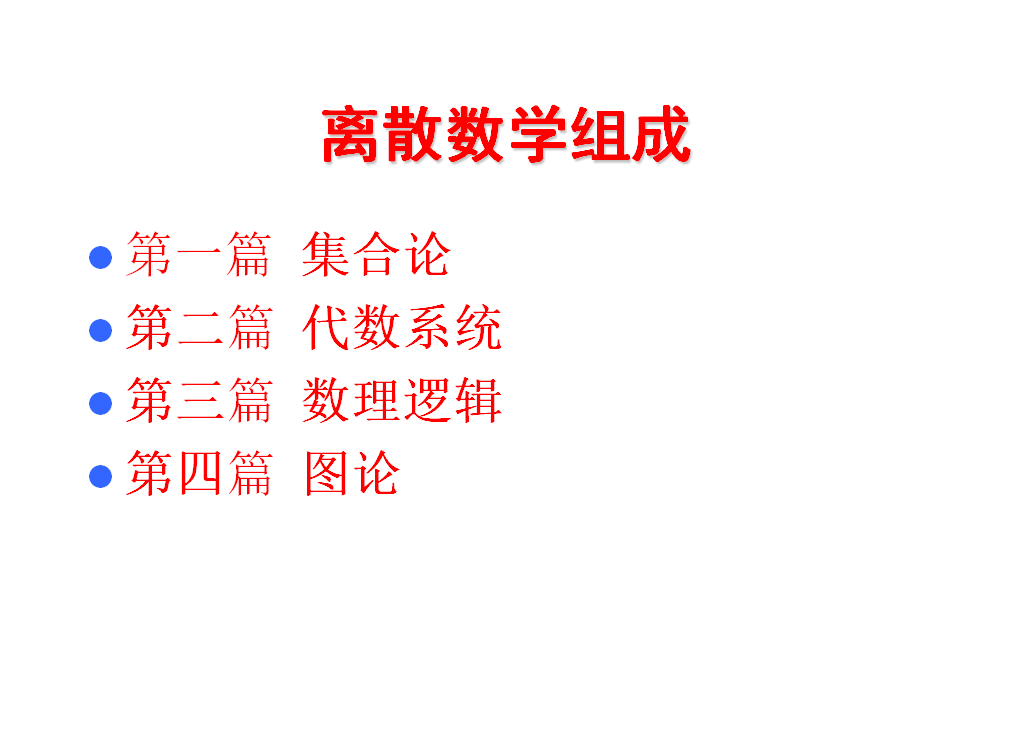 离散数学组成
第一篇 集合论
第二篇 代数系统
第三篇 数理逻辑
第四篇 图论